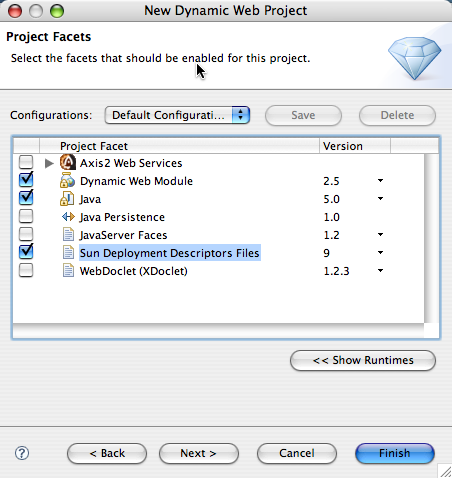 New Dynamic Web Project
Project Facets
Select the facets that should be enabled for this project.
Configurations: Default Configurati... Save Delete
Project Facet Version
Axis2 Web Services
Dynamic Web Module 2.5
Java 5.0
Java Persistence 1.0
JavaServer Faces 1.2
Sun Deployment Descriptors Files 9
WebDoclet (XDoclet) 1.2.3
<< Show Runtimes
? < Back Next > Cancel Finish